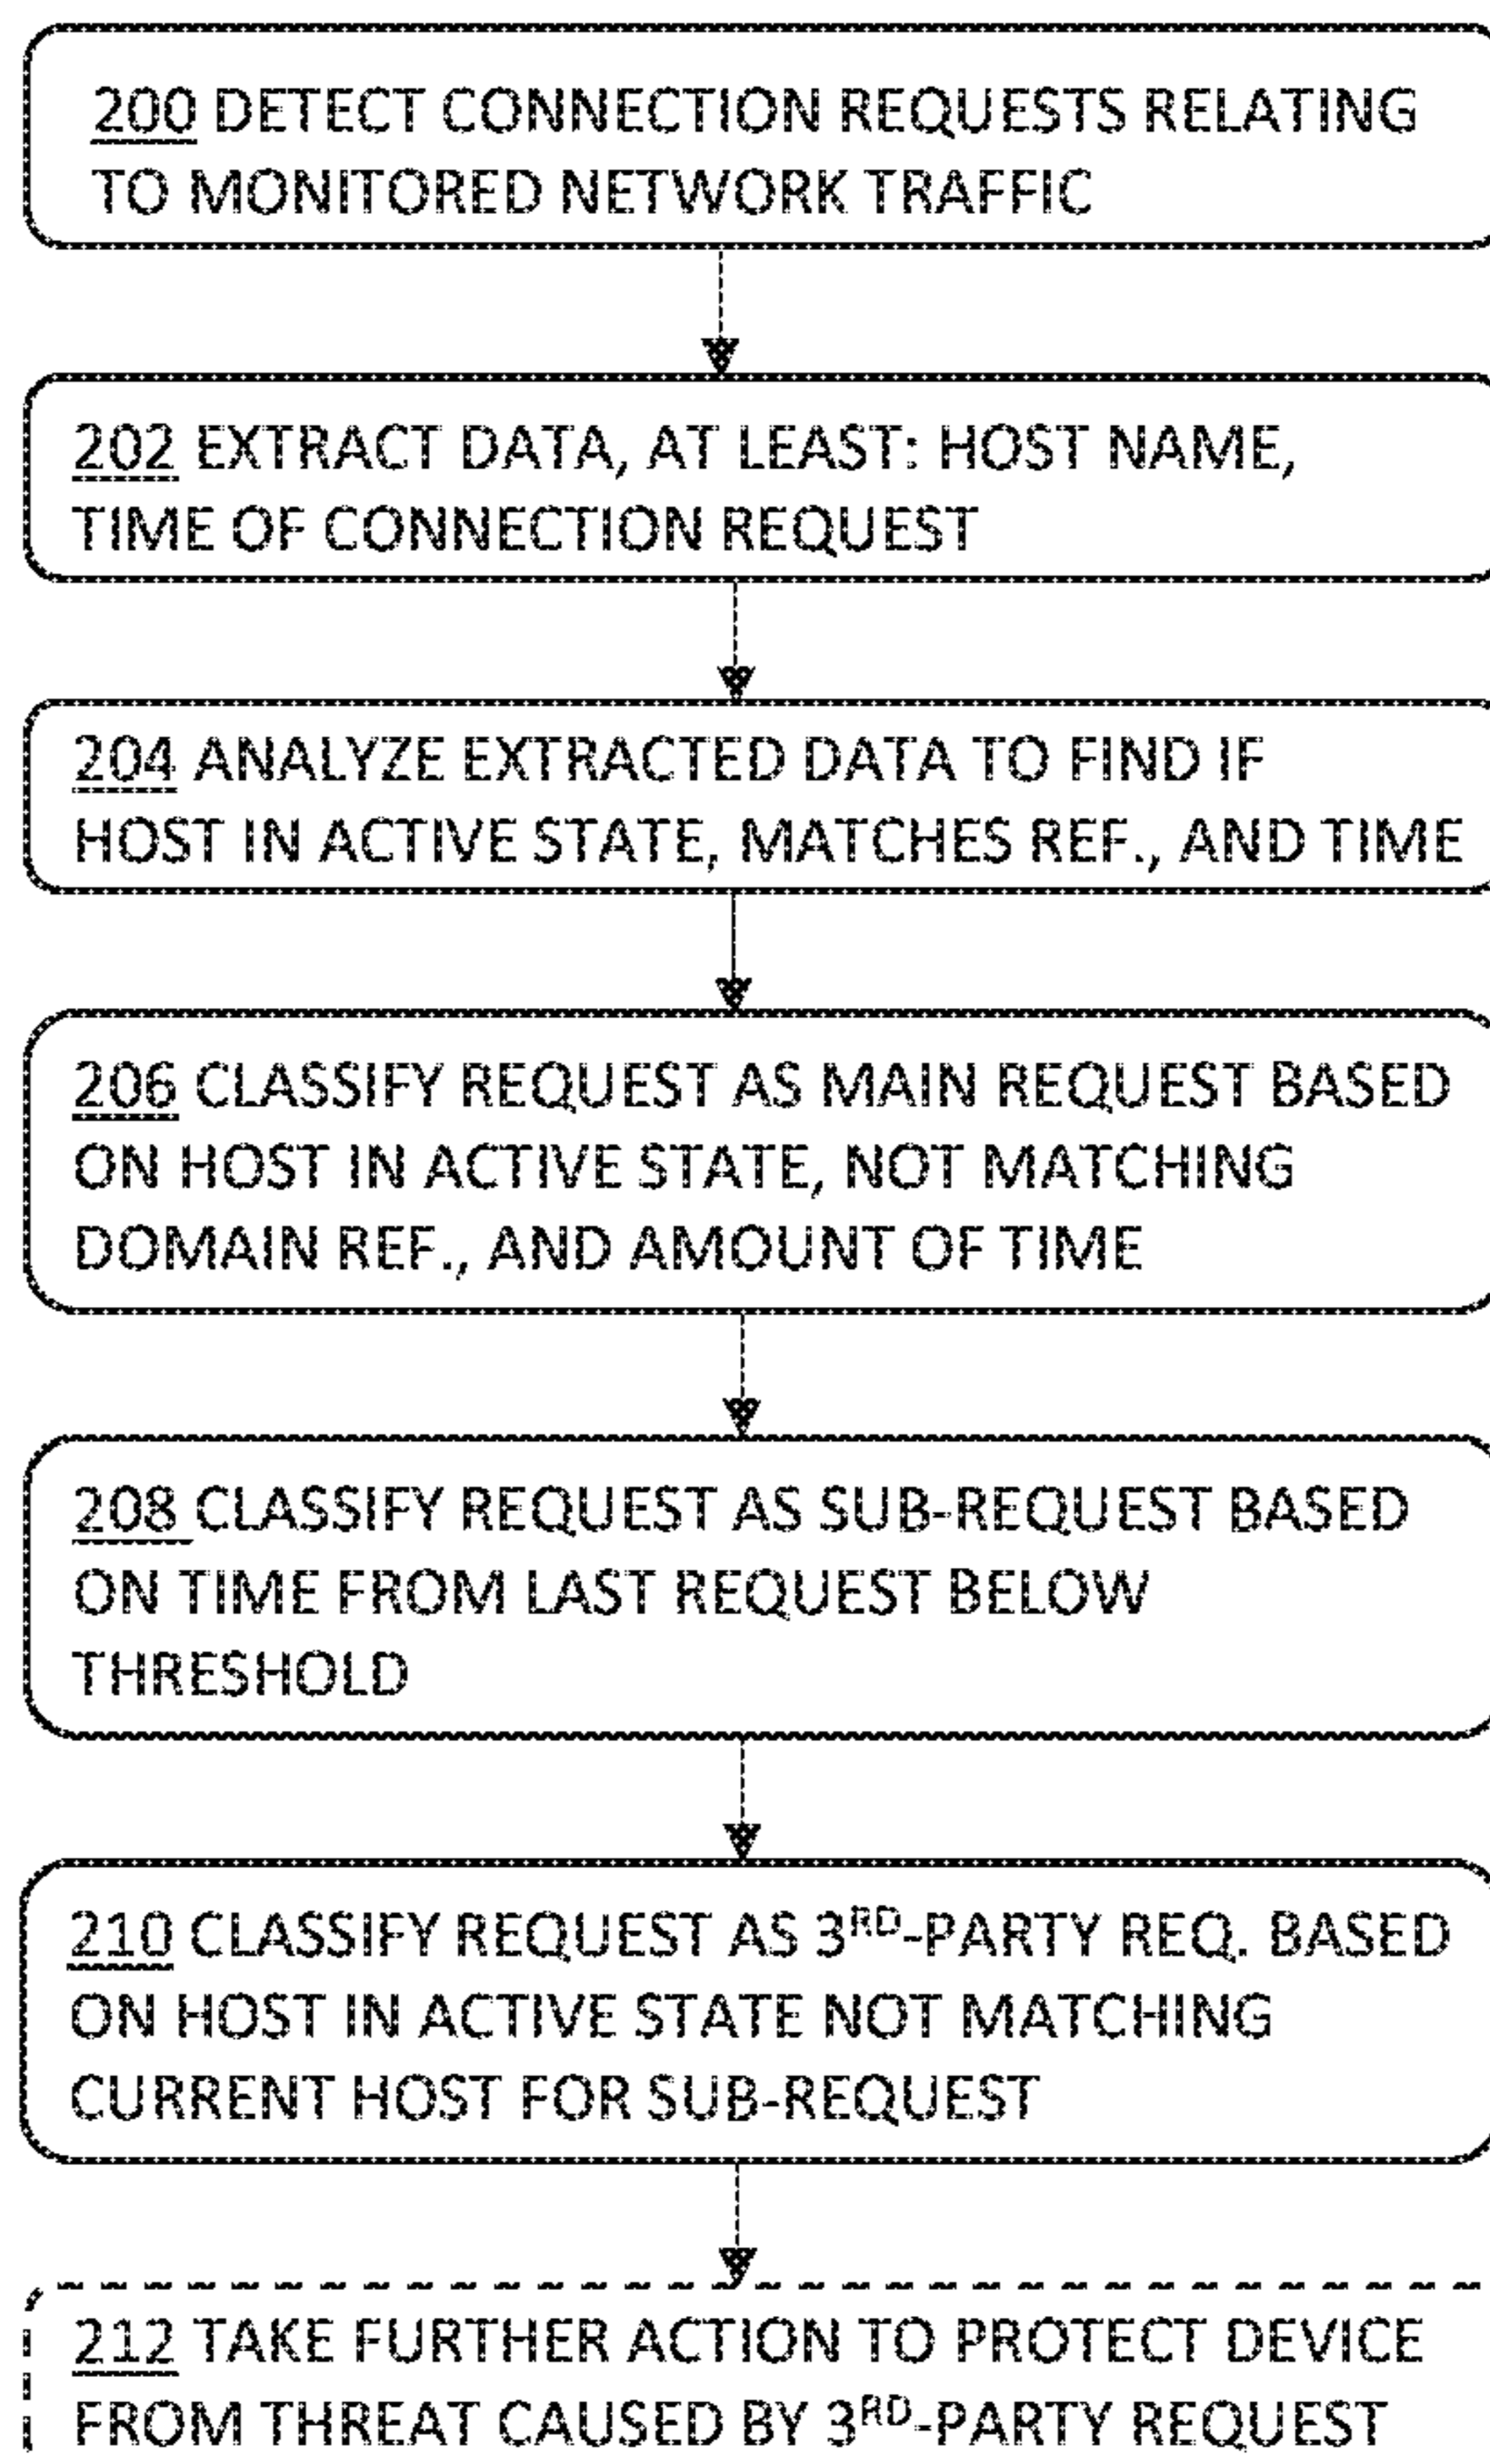 200 DETECT CONNECTION REQUESTS RELATING
TO MONITORED NETWORK TRAFFIC
202 EXTRACT DATA, AT LEAST: HOST NAME,
TIME OF CONNECTION REQUEST
204 ANALYZE EXTRACTED DATA TO FIND IF
HOST IN ACTIVE STATE, MATCHES REF., AND TIME
206 CLASSIFY REQUEST AS MAIN REQUEST BASED
ON HOST IN ACTIVE STATE, NOT MATCHING
DOMAIN REF., AND AMOUNT OF TIME
208 CLASSIFY REQUEST AS SUB-REQUEST BASED
ON TIME FROM LAST REQUEST BELOW
THRESHOLD
210 CLASSIFY REQUEST AS 3RD-PARTY REQ. BASED
ON HOST IN ACTIVE STATE NOT MATCHING
CURRENT HOST FOR SUB-REQUEST
212 TAKE FURTHER ACTION TO PROTECT DEVICE
FROM THREAT CAUSED BY 3RD-PARTY REQUEST